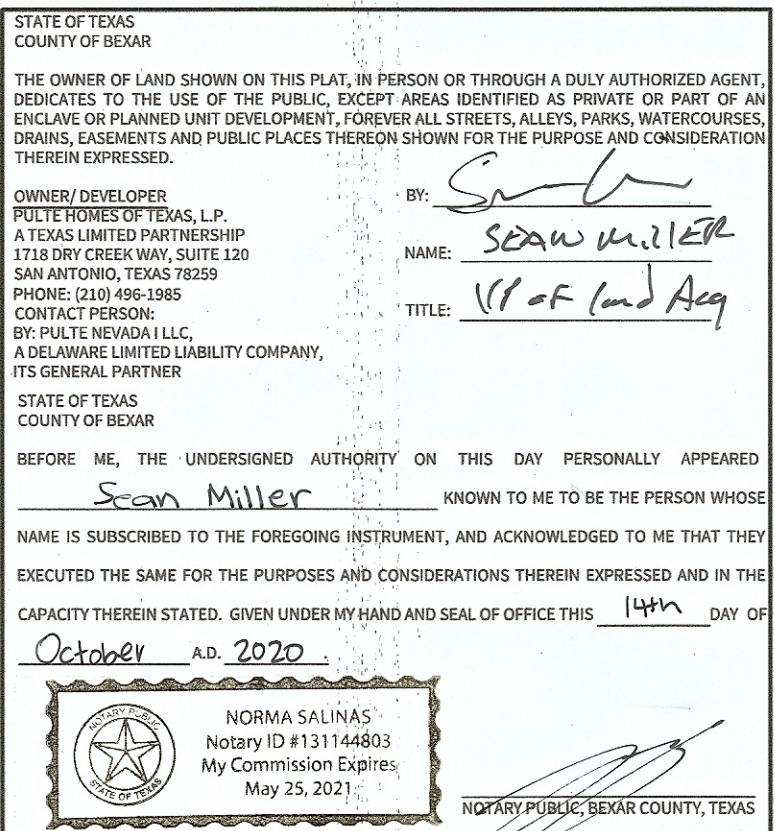 STATE OF TEXAS
COUNTY OF BEXAR
THE OWNER OF LAND SHOWN ON THIS PLAT, IN PERSON OR THROUGH A DULY AUTHORIZED AGENT,
DEDICATES TO THE USE OF THE PUBLIC, EXCEPT AREAS IDENTIFIED AS PRIVATE OR PART OF AN
ENCLAVE OR PLANNED UNIT DEVELOPMENT, FOREVER ALL STREETS, ALLEYS, PARKS, WATERCOURSES,
DRAINS, EASEMENTS AND PUBLIC PLACES THEREON SHOWN FOR THE PURPOSE AND CONSIDERATION
THEREIN EXPRESSED.
OWNER/ DEVELOPER
PULTE HOMES OF TEXAS, L.P.
A TEXAS LIMITED PARTNERSHIP
1718 DRY CREEK WAY, SUITE 120
SAN ANTONIO, TEXAS 78259
PHONE: (210) 496-1985
CONTACT PERSON:
BY: PULTE NEVADA I LLC,
A DELAWARE LIMITED LIABILITY COMPANY,
ITS GENERAL PARTNER
BY:
NAME: SEAN MILLER
TITLE: VP of land Acq
STATE OF TEXAS
COUNTY OF BEXAR
BEFORE ME, THE UNDERSIGNED AUTHORITY ON THIS DAY PERSONALLY APPEARED
Sean Miller KNOWN TO ME TO BE THE PERSON WHOSE
NAME IS SUBSCRIBED TO THE FOREGOING INSTRUMENT, AND ACKNOWLEDGED TO ME THAT THEY
EXECUTED THE SAME FOR THE PURPOSES AND CONSIDERATIONS THEREIN EXPRESSED AND IN THE
CAPACITY THEREIN STATED. GIVEN UNDER MY HAND AND SEAL OF OFFICE THIS 14th DAY OF
October A.D. 2020.
NOTARY PUBLIC
STATE OF TEXAS
NORMA SALINAS
Notary ID #131144803
My Commission Expires
May 25, 2021
NOTARY PUBLIC, BEXAR COUNTY, TEXAS